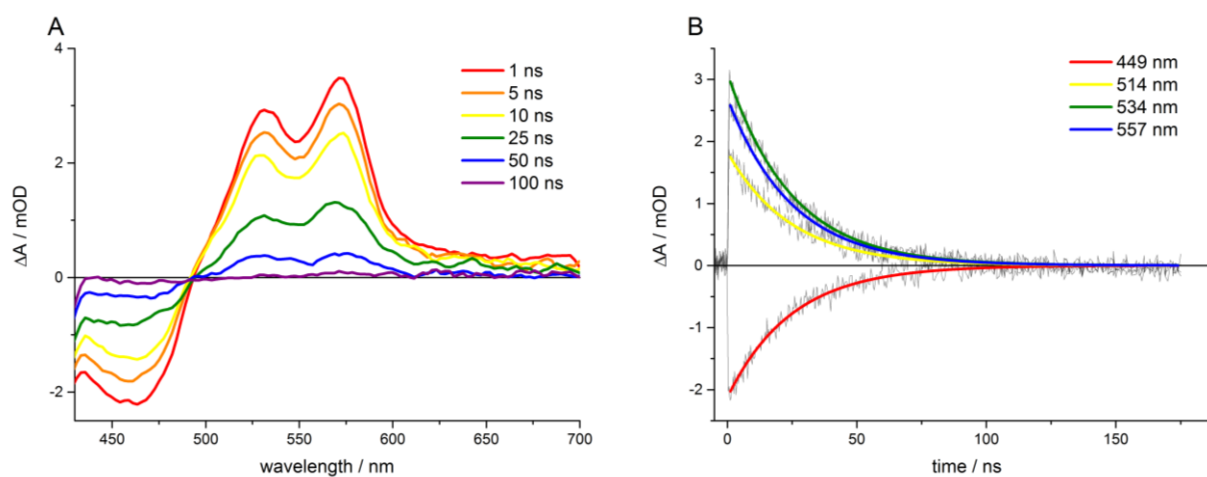 A
ΔA / mOD
4
2
0
-2
450
500
550
600
650
700
wavelength / nm
1 ns
5 ns
10 ns
25 ns
50 ns
100 ns
B
ΔA / mOD
3
2
1
0
-1
-2
0
50
100
150
time / ns
449 nm
514 nm
534 nm
557 nm